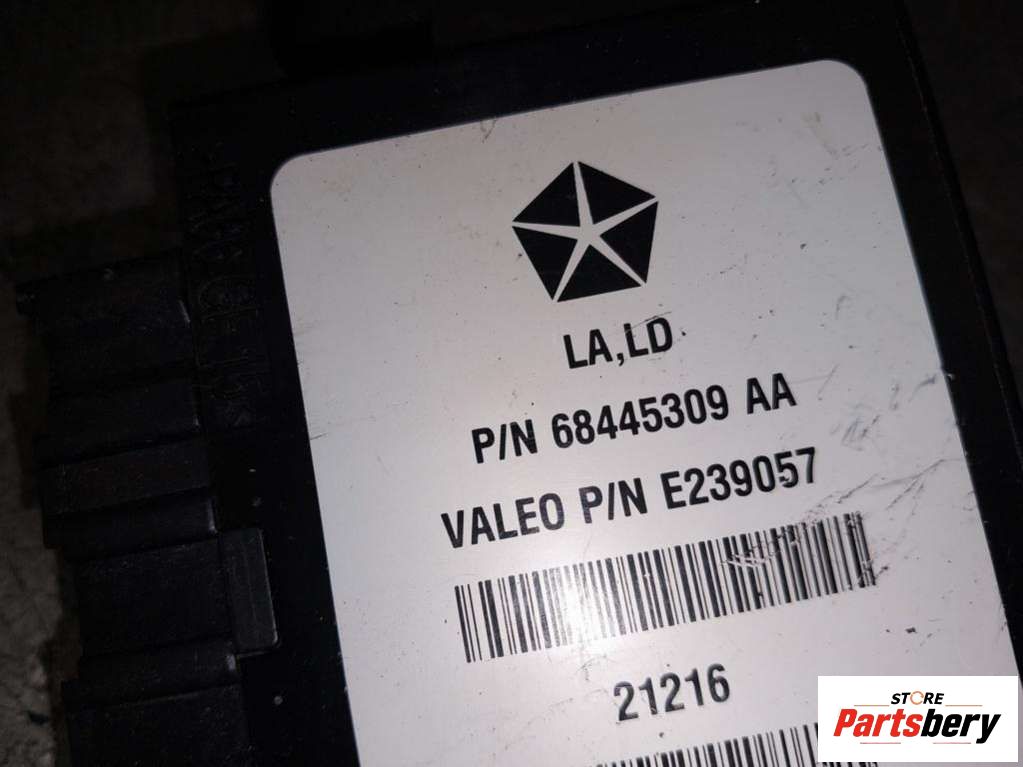 LA,LD
P/N 68445309 AA
VALEO P/N E239057
21216
STORE
Partsbery